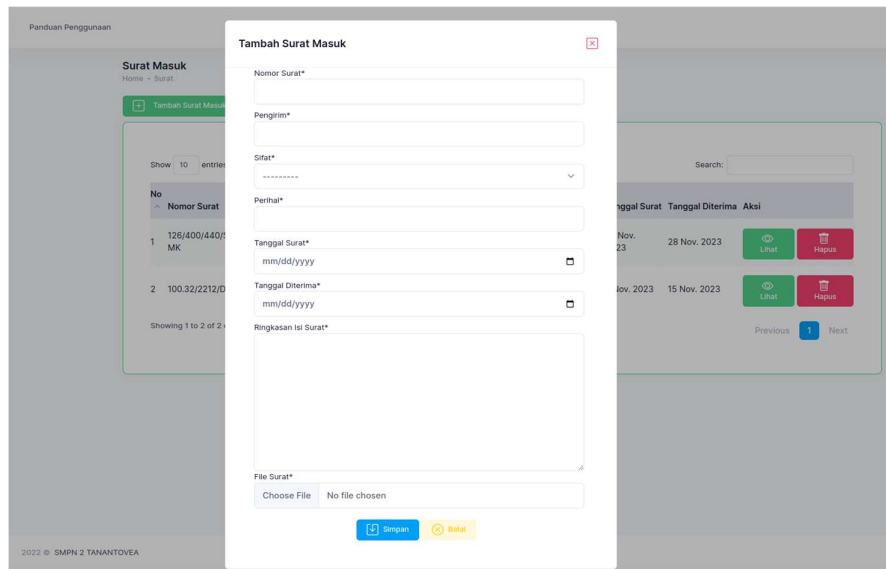 Panduan Penggunaan
Tambah Surat Masuk
Surat Masuk
Home - Surat
Tambah Surat Masuk
Show 10 entries
Search:
No
Nomor Surat
Tanggal Diterima
Aksi
1
126/400/440/
MK
Nov.
23
28 Nov. 2023
Lihat
Hapus
2
100.32/2212/D
Nov. 2023
15 Nov. 2023
Lihat
Hapus
Showing 1 to 2 of 2
Previous 1 Next
Nomor Surat*
Pengirim*
Sifat*
---------
Perihal*
Tanggal Surat*
mm/dd/yyyy
Tanggal Diterima*
mm/dd/yyyy
Ringkasan Isi Surat*
File Surat*
Choose File No file chosen
Simpan
Batal
2022 © SMPN 2 TANANTOVEA